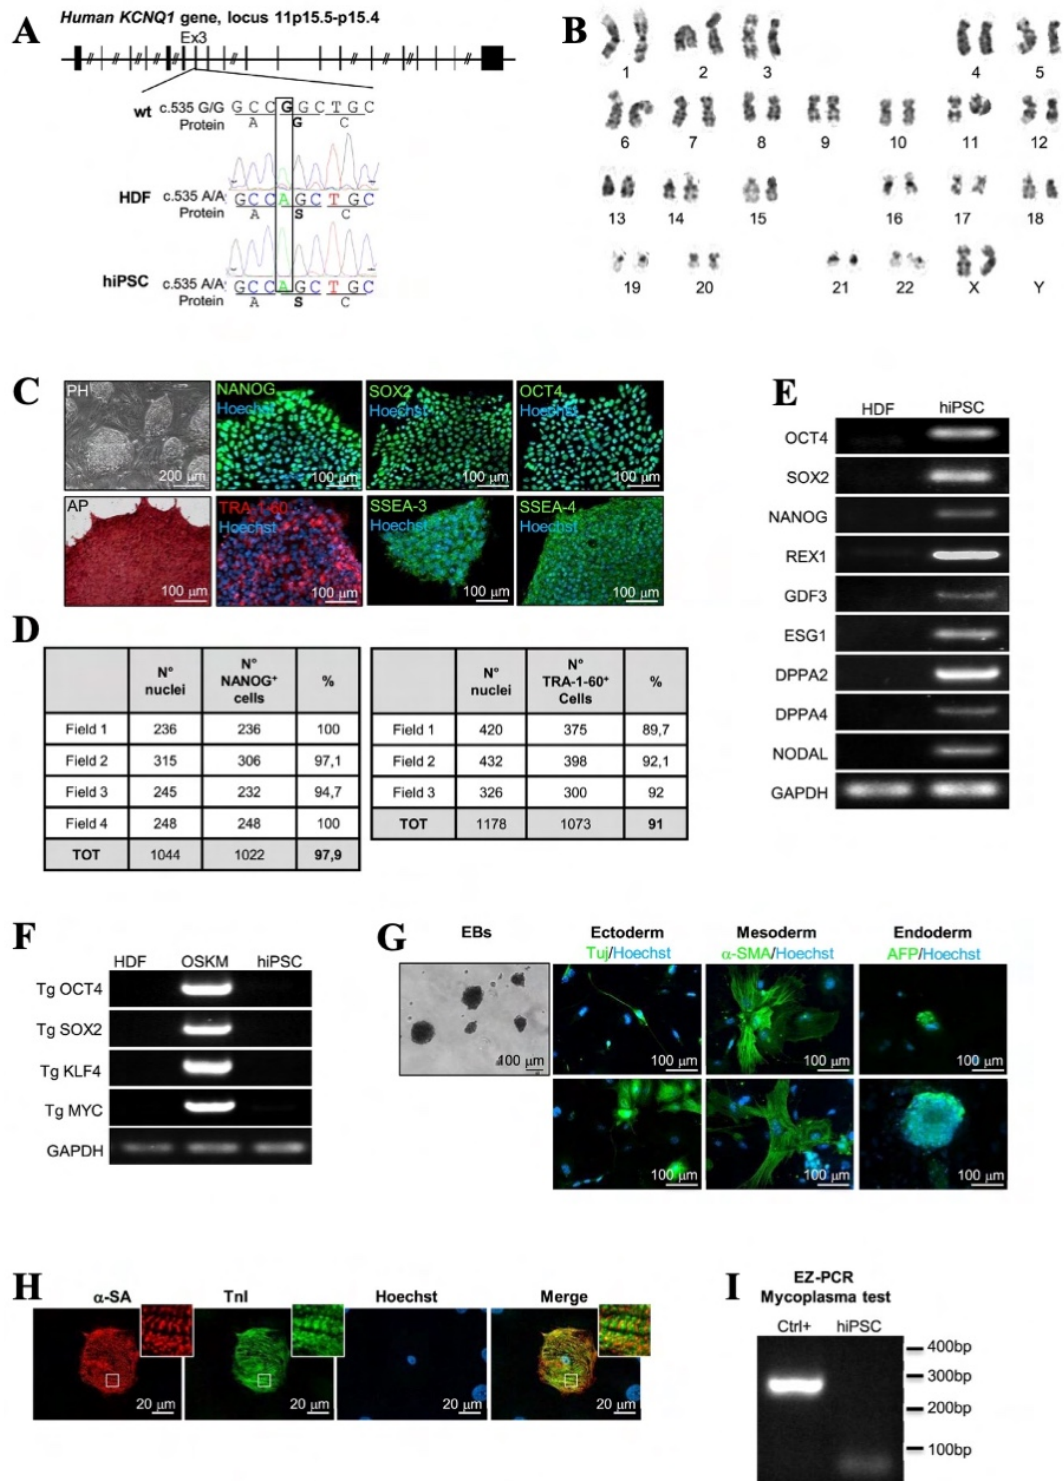 A
Human KCNQ1 gene, locus 11p15.5-p15.4
Ex3
wt c.535 G/G GCCGGCTGC
Protein A G C
HDF c.535 A/A GCCAGCTGC
Protein A S C
hiPSC c.535 A/A GCCAGCTGC
Protein A S C
B
1 2 3 4 5
6 7 8 9 10 11 12
13 14 15 16 17 18
19 20 21 22 X Y
C
PH NANOG Hoechst SOX2 Hoechst OCT4 Hoechst
200 µm 100 µm 100 µm 100 µm
AP TRA-1-60 Hoechst SSEA-3 Hoechst SSEA-4 Hoechst
100 µm 100 µm 100 µm 100 µm
D
N° nuclei N° NANOG+ cells %
Field 1 236 236 100
Field 2 315 306 97,1
Field 3 245 232 94,7
Field 4 248 248 100
TOT 1044 1022 97,9
N° nuclei N° TRA-1-60+ Cells %
Field 1 420 375 89,7
Field 2 432 398 92,1
Field 3 326 300 92
TOT 1178 1073 91
E
HDF hiPSC
OCT4
SOX2
NANOG
REX1
GDF3
ESG1
DPPA2
DPPA4
NODAL
GAPDH
F
HDF OSKM hiPSC
Tg OCT4
Tg SOX2
Tg KLF4
Tg MYC
GAPDH
G
EBs Ectoderm Mesoderm Endoderm
Tuj/Hoechst α-SMA/Hoechst AFP/Hoechst
100 µm 100 µm 100 µm 100 µm
100 µm 100 µm 100 µm
H
α-SA TnI Hoechst Merge
20 µm 20 µm 20 µm 20 µm
I
EZ-PCR
Mycoplasma test
Ctrl+ hiPSC
400bp
300bp
200bp
100bp